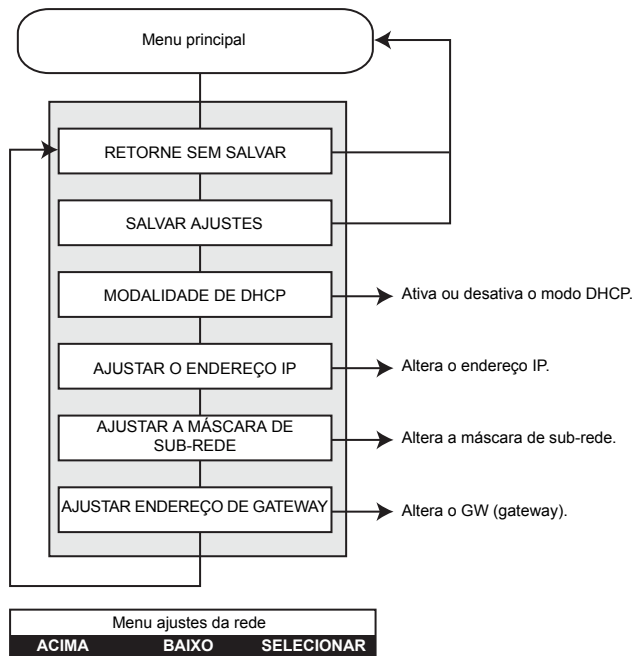 Menu principal
RETORNE SEM SALVAR
SALVAR AJUSTES
MODALIDADE DE DHCP
Ativa ou desativa o modo DHCP.
AJUSTAR O ENDEREÇO IP
Altera o endereço IP.
AJUSTAR A MÁSCARA DE
SUB-REDE
Altera a máscara de sub-rede.
AJUSTAR ENDEREÇO DE GATEWAY
Altera o GW (gateway).
Menu ajustes da rede
ACIMA BAIXO SELECIONAR